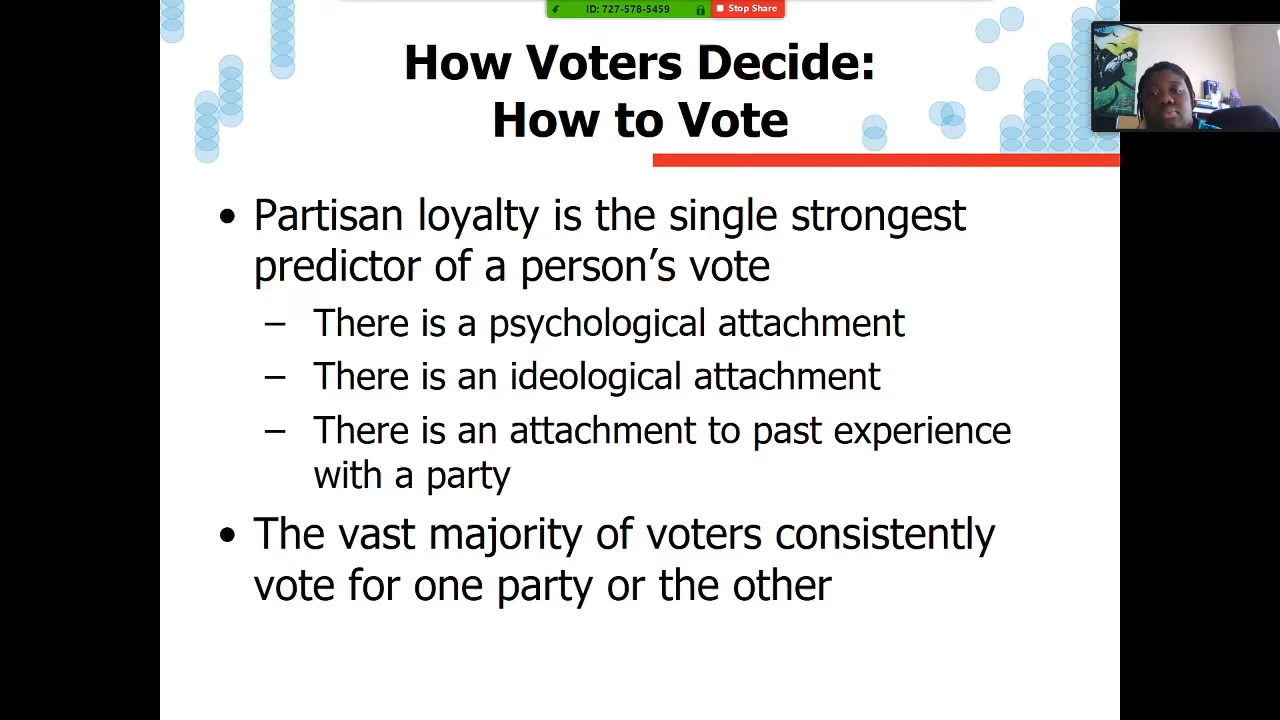 ID: 727-578-5459
Stop Share
How Voters Decide:
How to Vote
• Partisan loyalty is the single strongest
predictor of a person’s vote
– There is a psychological attachment
– There is an ideological attachment
– There is an attachment to past experience
with a party
• The vast majority of voters consistently
vote for one party or the other